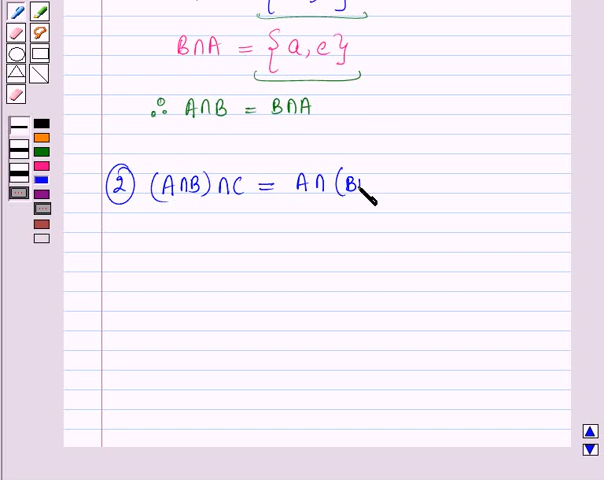 B∩A = {a, e}
∴ A∩B = B∩A
② (A∩B)∩C = A∩(B